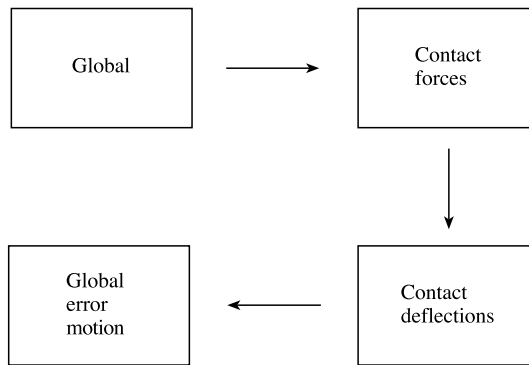 Global
Contact
forces
Contact
deflections
Global
error
motion